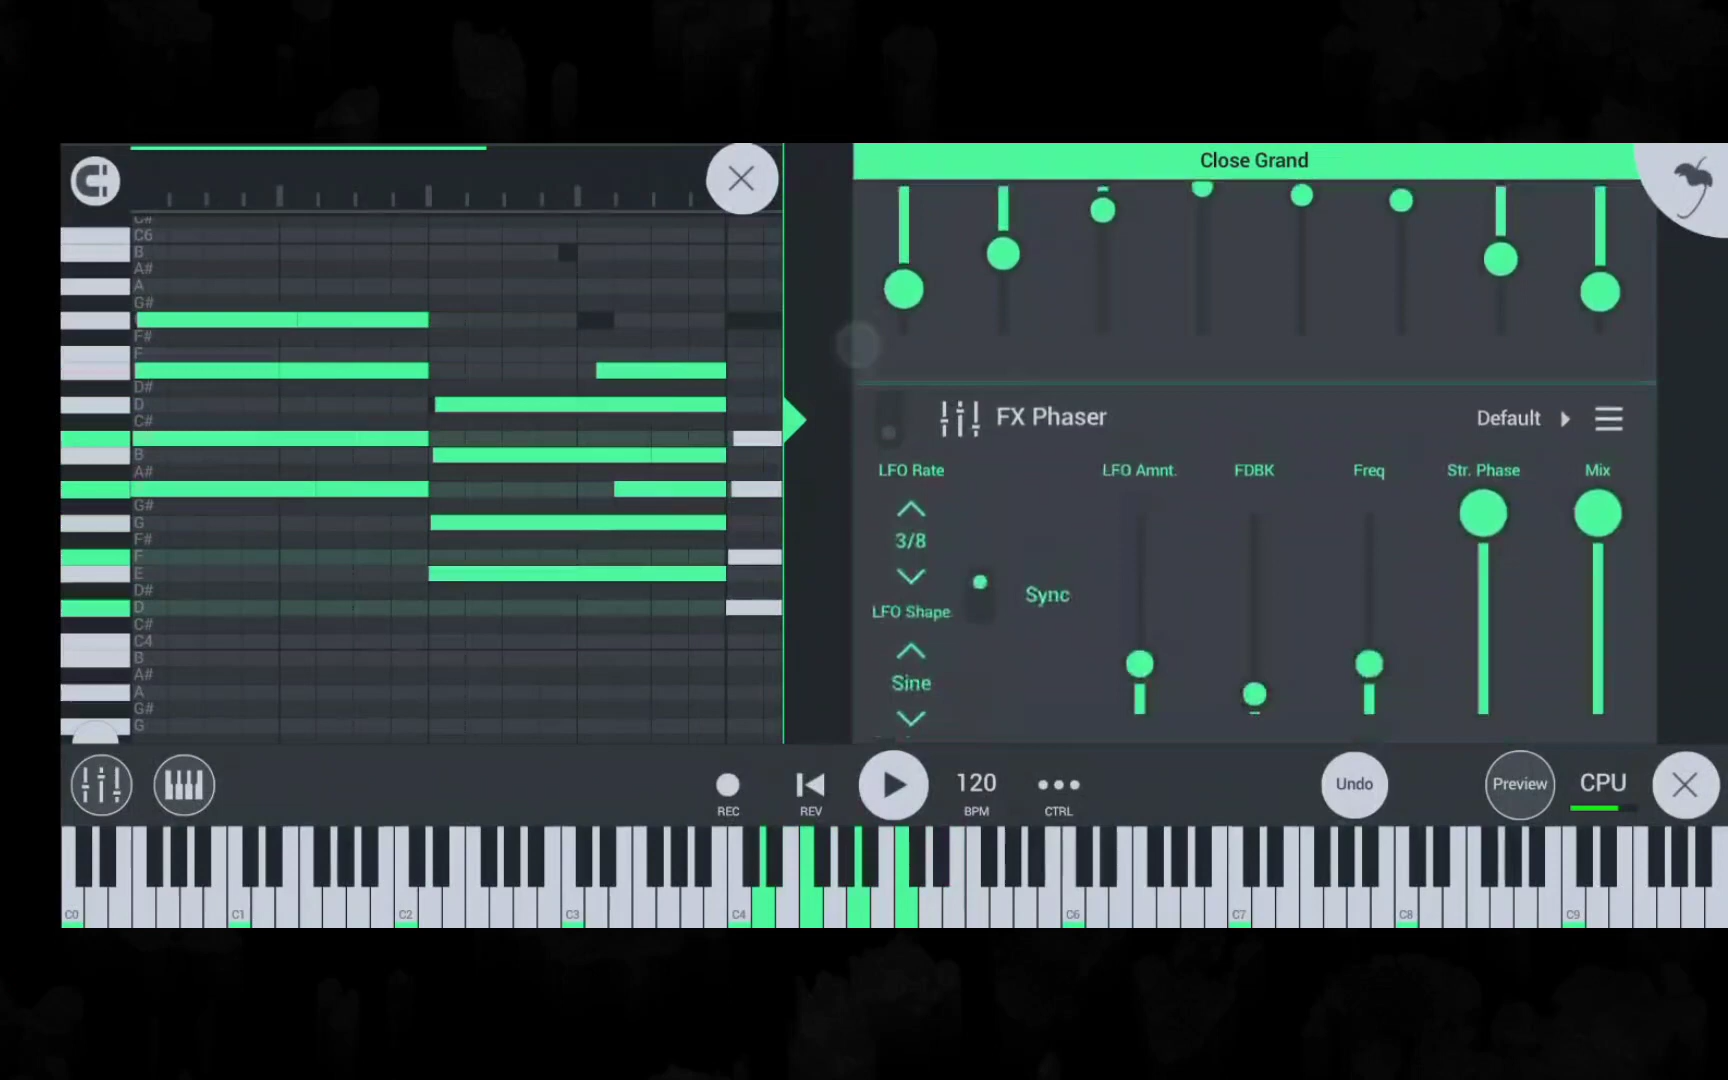 Close Grand
C#
C6
B
A#
A
G#
F#
F
D#
D
C#
B
A#
G#
G
F#
F
E
D#
D
C#
C4
B
A#
A
G#
G
FX Phaser
Default
LFO Rate
LFO Amnt.
FDBK
Freq
Str. Phase
Mix
3/8
Sync
LFO Shape
Sine
REC
REV
120
BPM
CTRL
Undo
Preview
CPU
C0
C1
C2
C3
C4
C6
C7
C8
C9